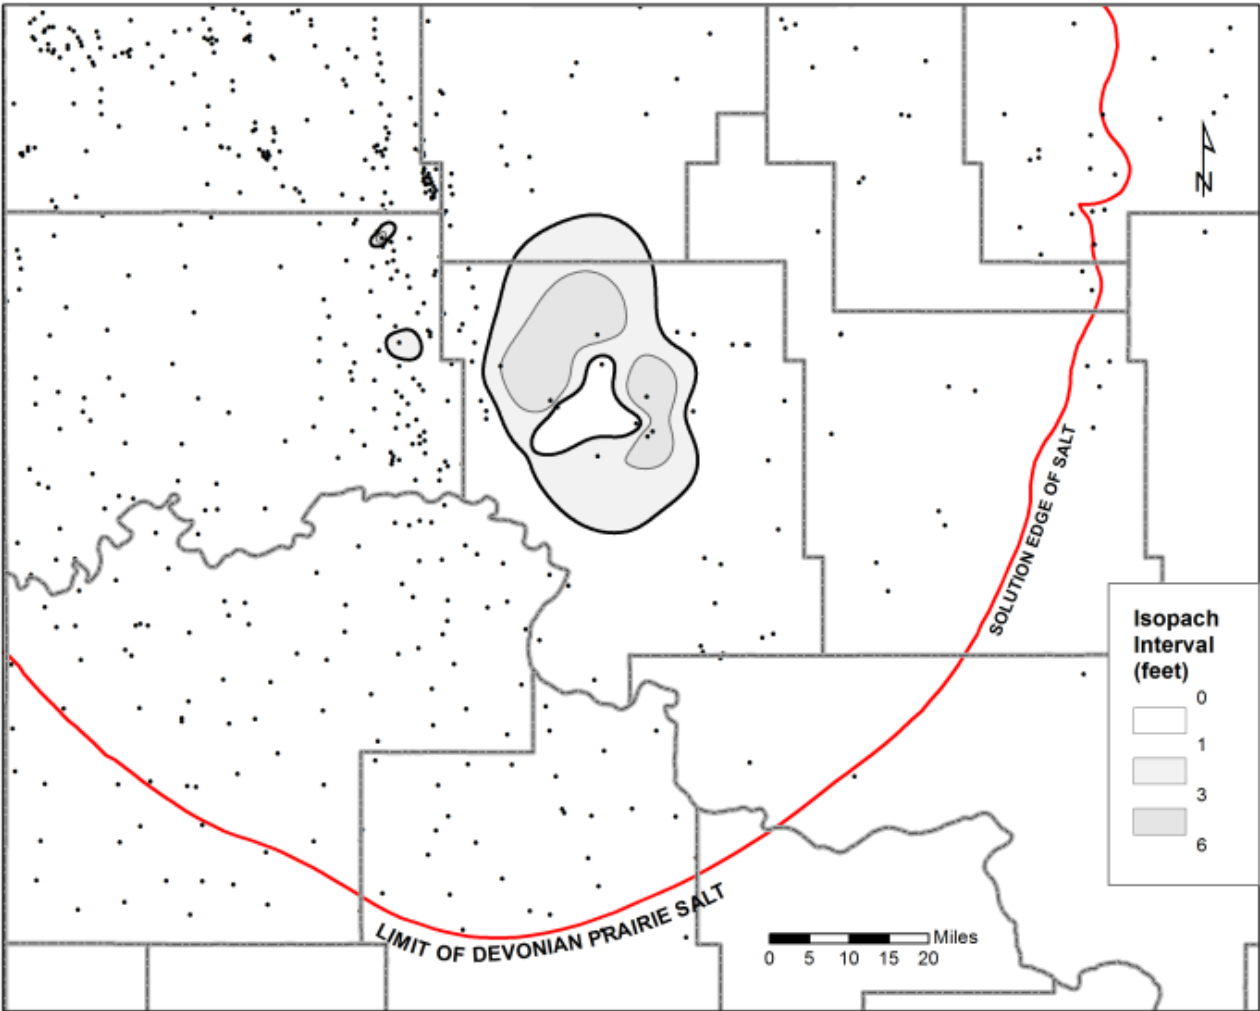 N
SOLUTION EDGE OF SALT
Isopach
Interval
(feet)
0
1
3
6
LIMIT OF DEVONIAN PRAIRIE SALT
Miles
0 5 10 15 20